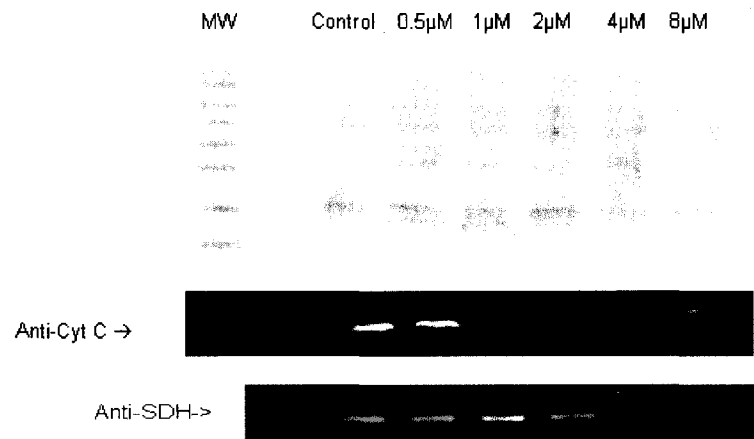 MW Control 0.5µM 1µM 2µM 4µM 8µM
Anti-Cyt C →
Anti-SDH->